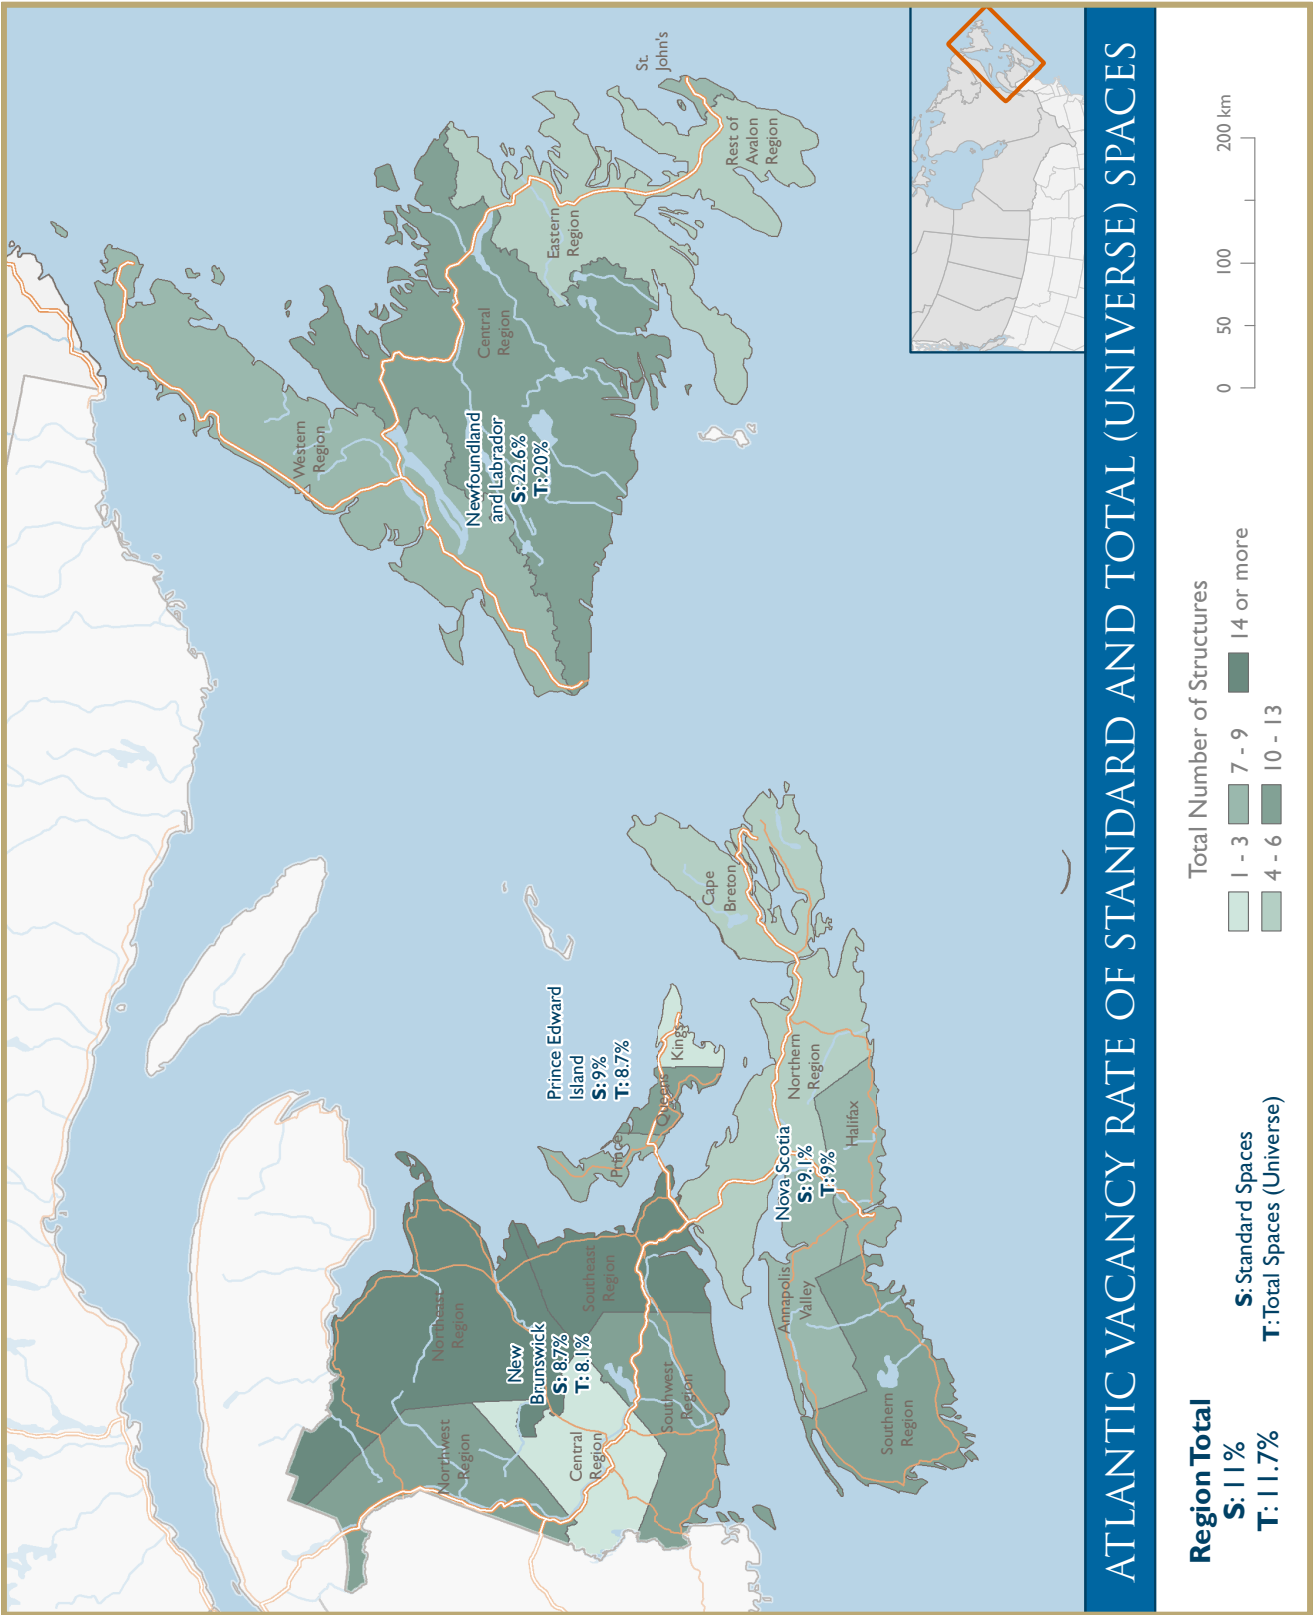 St.
John's
Rest of
Avalon
Region
Eastern
Region
Central
Region
Western
Region
Newfoundland
and Labrador
S: 22.6%
T: 20%
Cape
Breton
Prince Edward
Island
S: 9%
T: 8.7%
Kings
Queens
Prince
Northern
Region
Halifax
Nova Scotia
S: 9.1%
T: 9%
Annapolis
Valley
Southern
Region
Northeast
Region
Southeast
Region
New
Brunswick
S: 8.7%
T: 8.1%
Northwest
Region
Central
Region
Southwest
Region
ATLANTIC VACANCY RATE OF STANDARD AND TOTAL (UNIVERSE) SPACES
Region Total
S: 11%
T: 11.7%
S: Standard Spaces
T: Total Spaces (Universe)
Total Number of Structures
1 - 3
7 - 9
14 or more
4 - 6
10 - 13
0
50
100
200 km